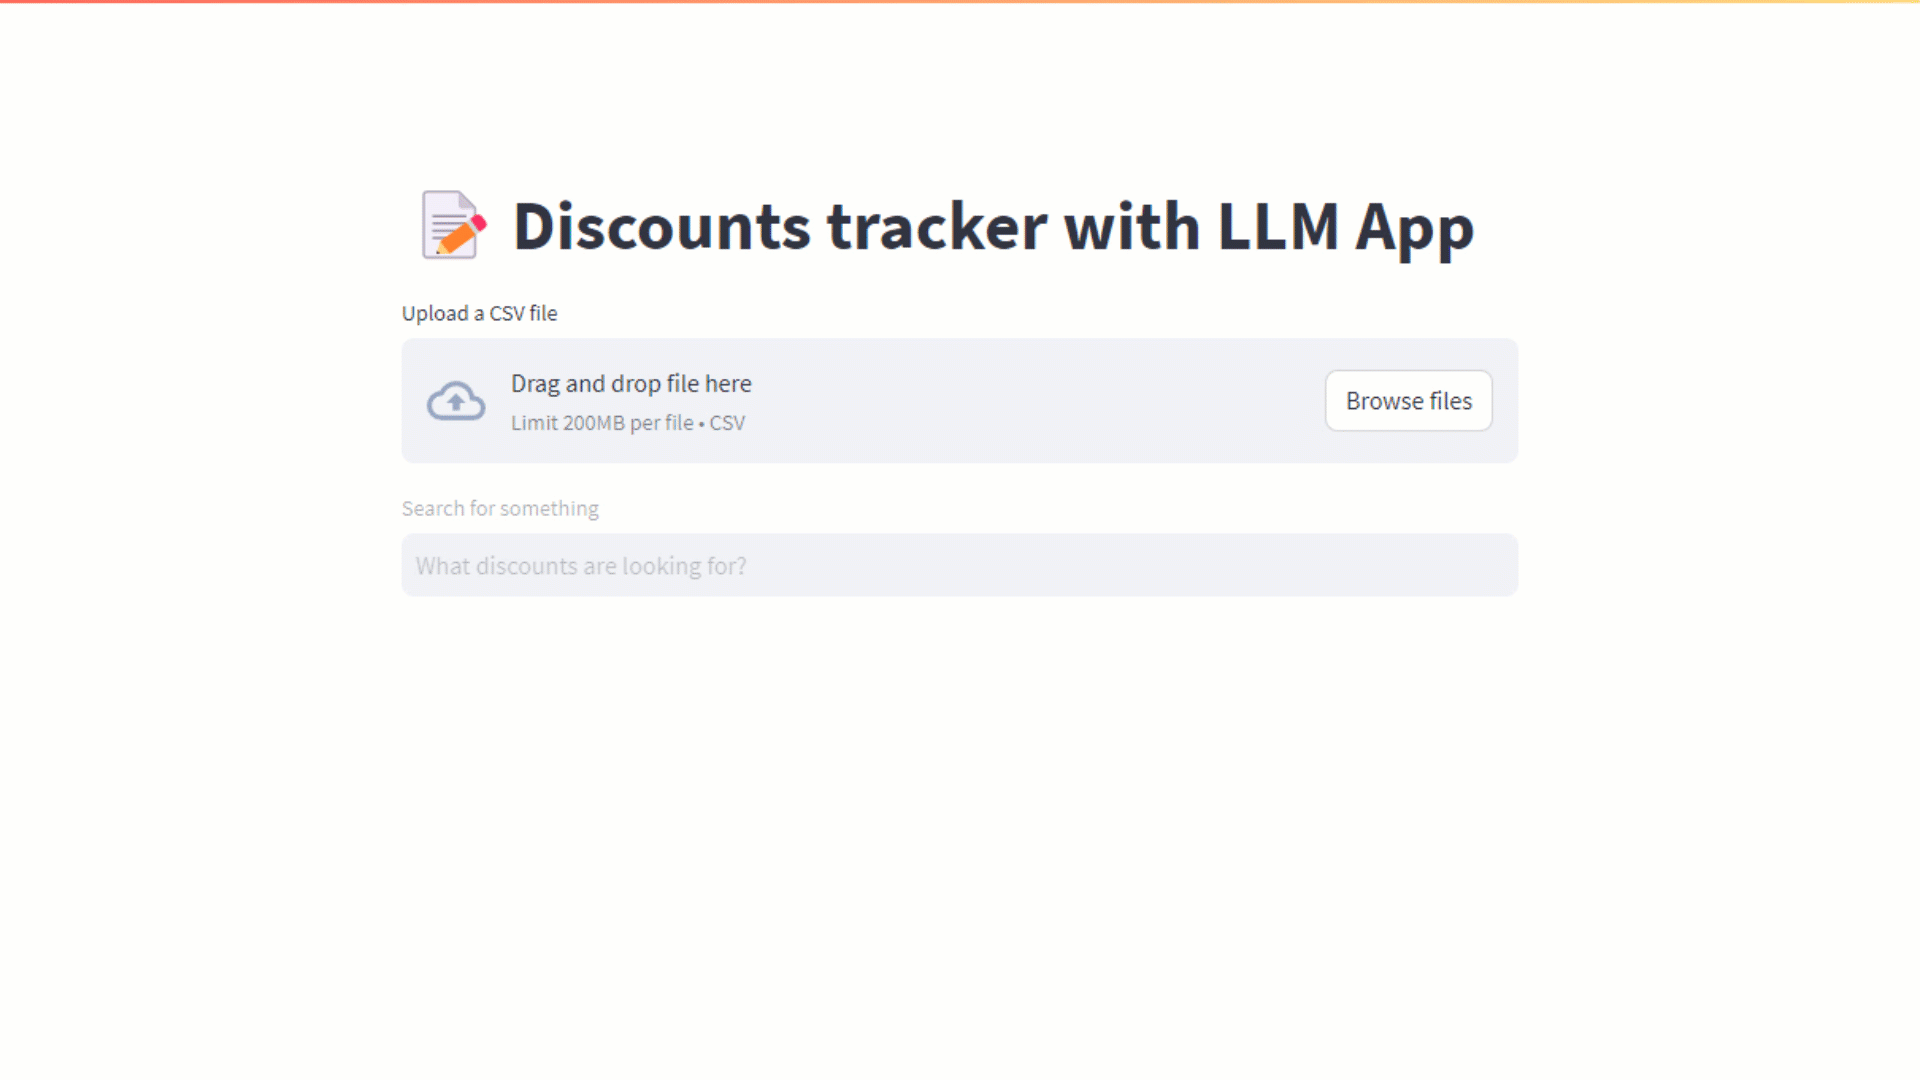 Discounts tracker with LLM App
Upload a CSV file
Drag and drop file here
Limit 200MB per file • CSV
Browse files
Search for something
What discounts are looking for?